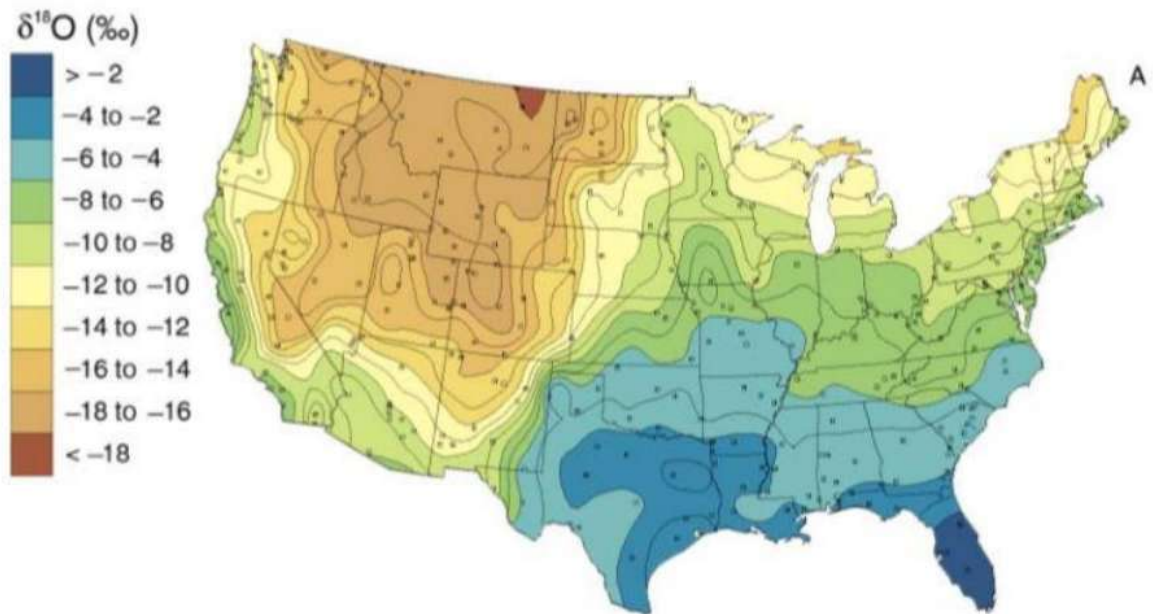 δ¹⁸O (‰)
> −2
−4 to −2
−6 to −4
−8 to −6
−10 to −8
−12 to −10
−14 to −12
−16 to −14
−18 to −16
< −18
A